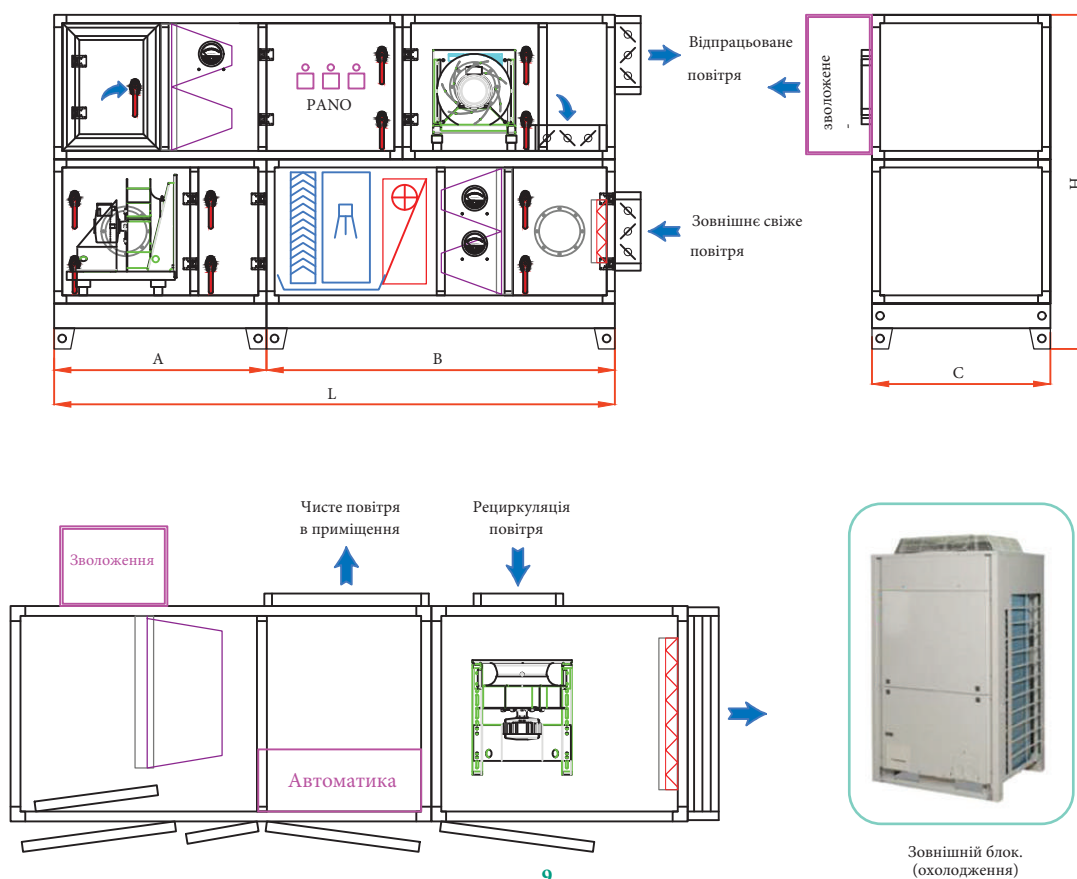 Відпрацьоване
повітря
PANO
зволожене
-
H
Зовнішнє свіже
повітря
A
B
C
L
Чисте повітря
в приміщення
Рециркуляція
повітря
Зволоження
Автоматика
Зовнішній блок.
(охолодження)
9